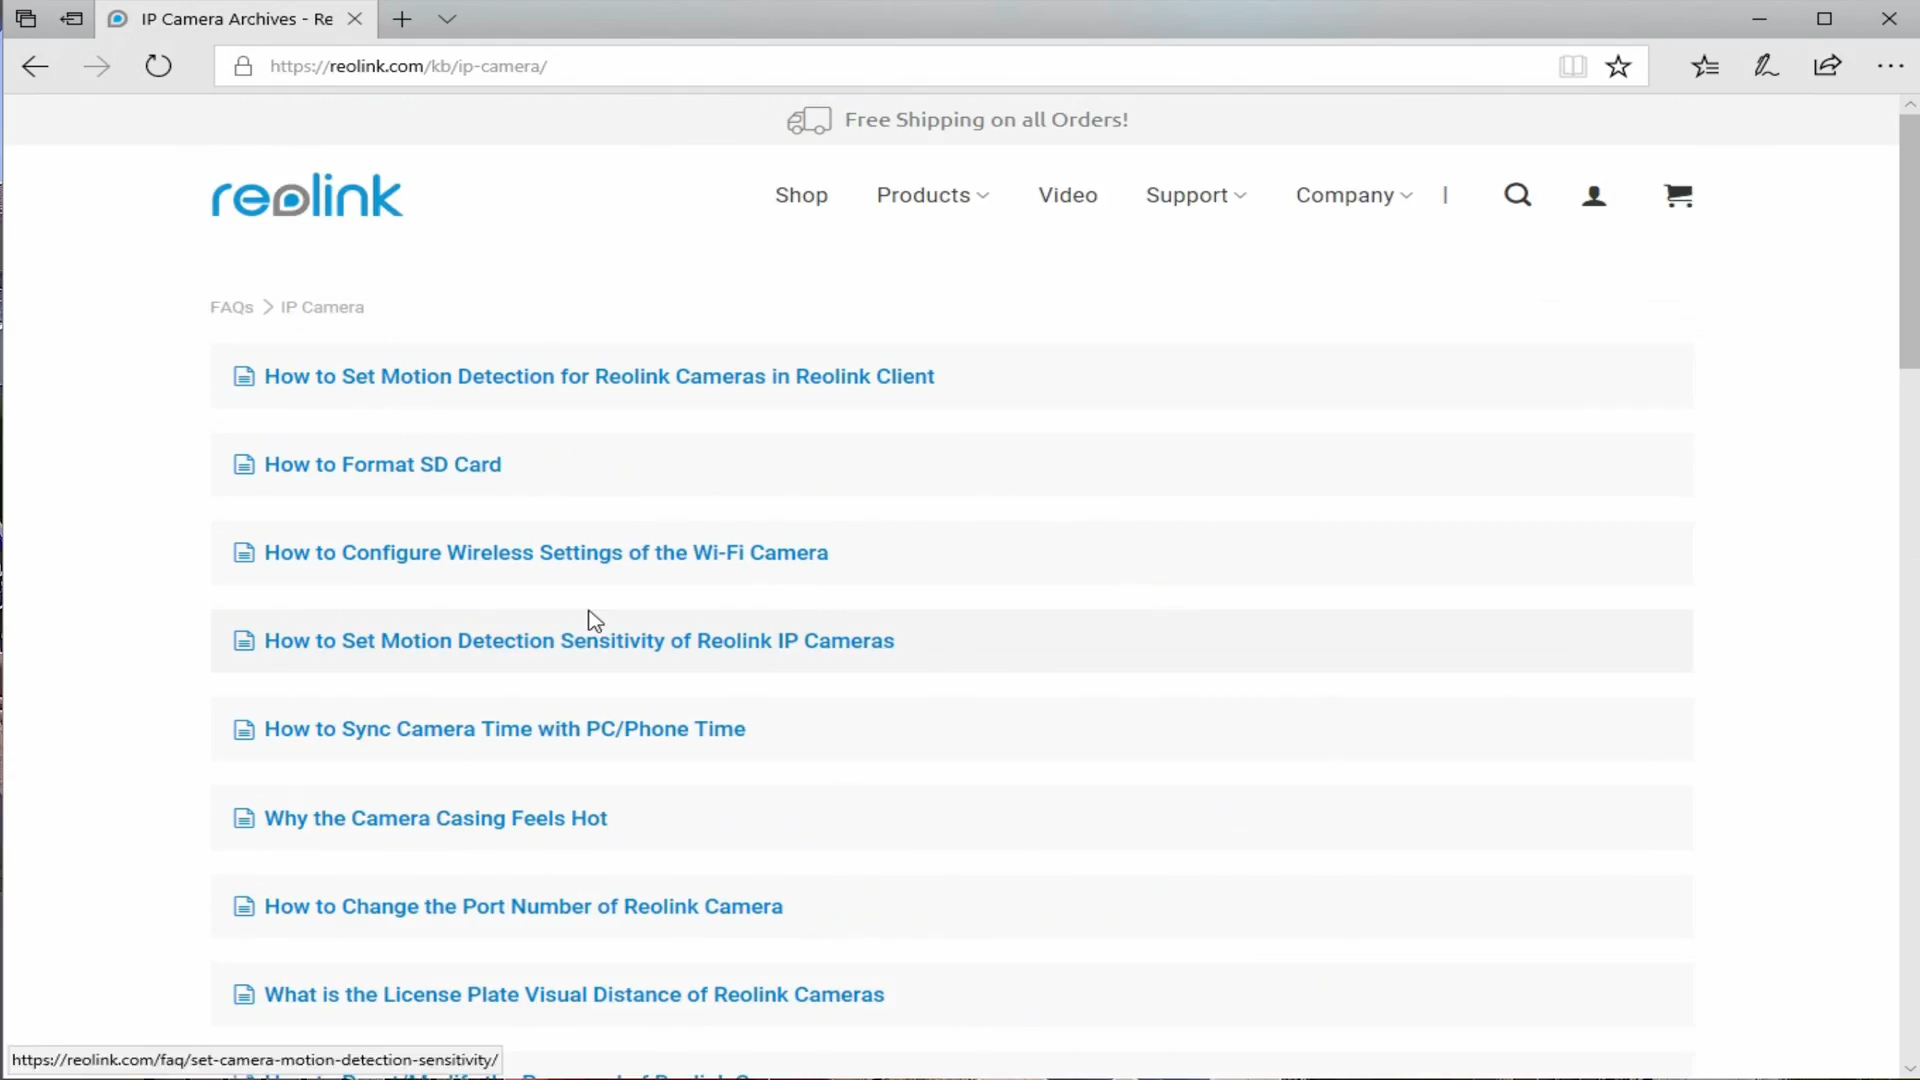 IP Camera Archives - Re
https://reolink.com/kb/ip-camera/
Free Shipping on all Orders!
reolink
Shop Products Video Support Company |
FAQs > IP Camera
How to Set Motion Detection for Reolink Cameras in Reolink Client
How to Format SD Card
How to Configure Wireless Settings of the Wi-Fi Camera
How to Set Motion Detection Sensitivity of Reolink IP Cameras
How to Sync Camera Time with PC/Phone Time
Why the Camera Casing Feels Hot
How to Change the Port Number of Reolink Camera
What is the License Plate Visual Distance of Reolink Cameras
https://reolink.com/faq/set-camera-motion-detection-sensitivity/